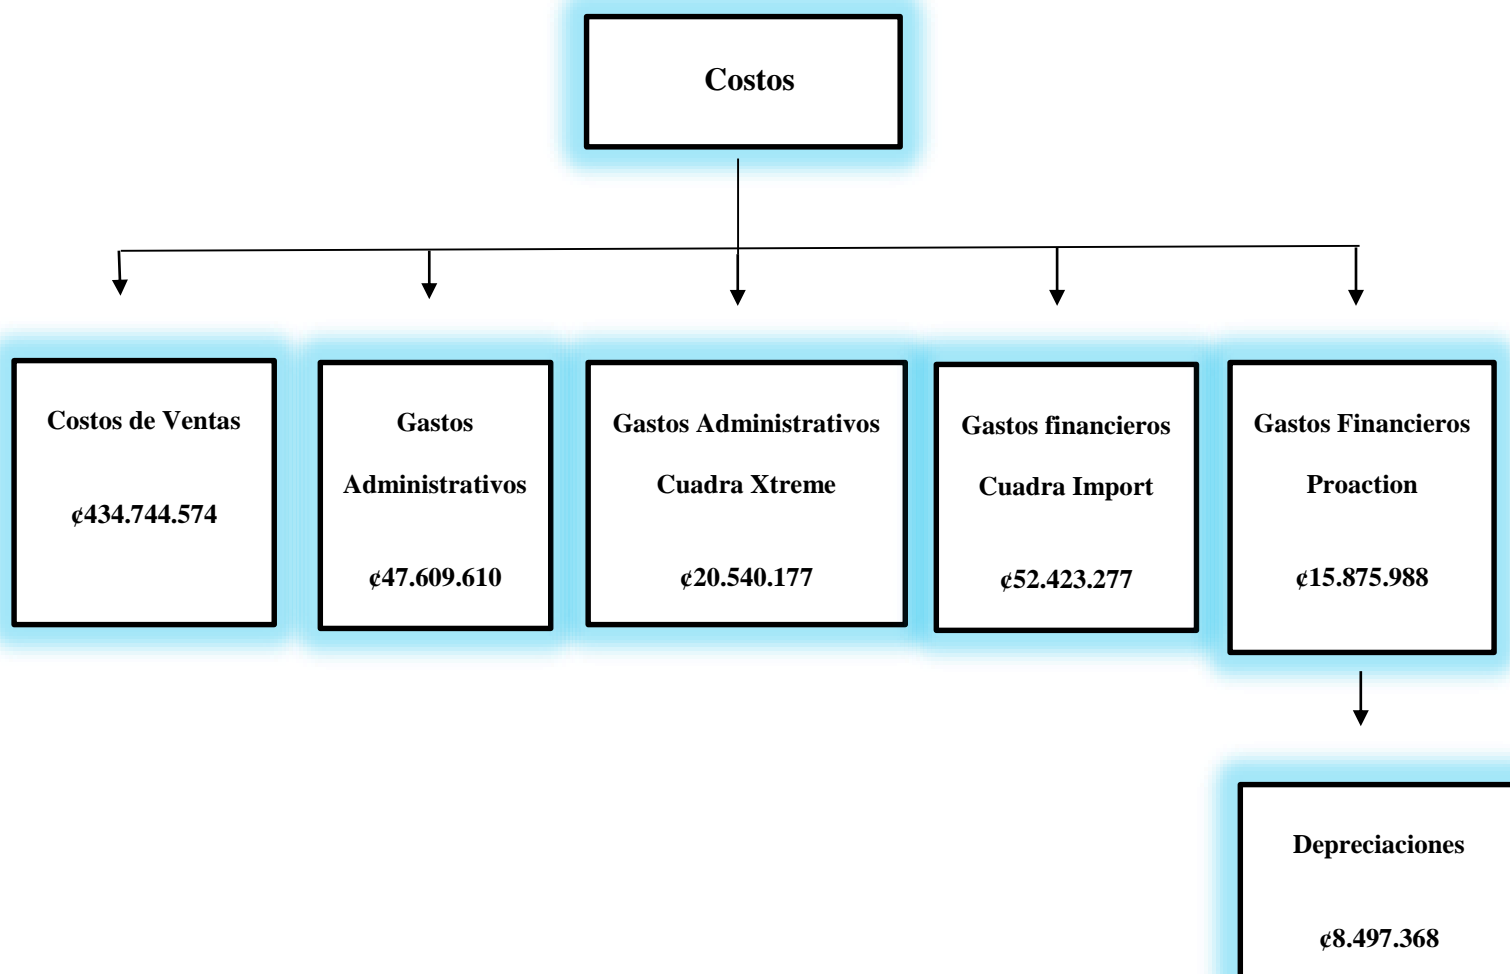 Costos
Costos de Ventas
¢434.744.574
Gastos
Administrativos
¢47.609.610
Gastos Administrativos
Cuadra Xtreme
¢20.540.177
Gastos financieros
Cuadra Import
¢52.423.277
Gastos Financieros
Proaction
¢15.875.988
Depreciaciones
¢8.497.368